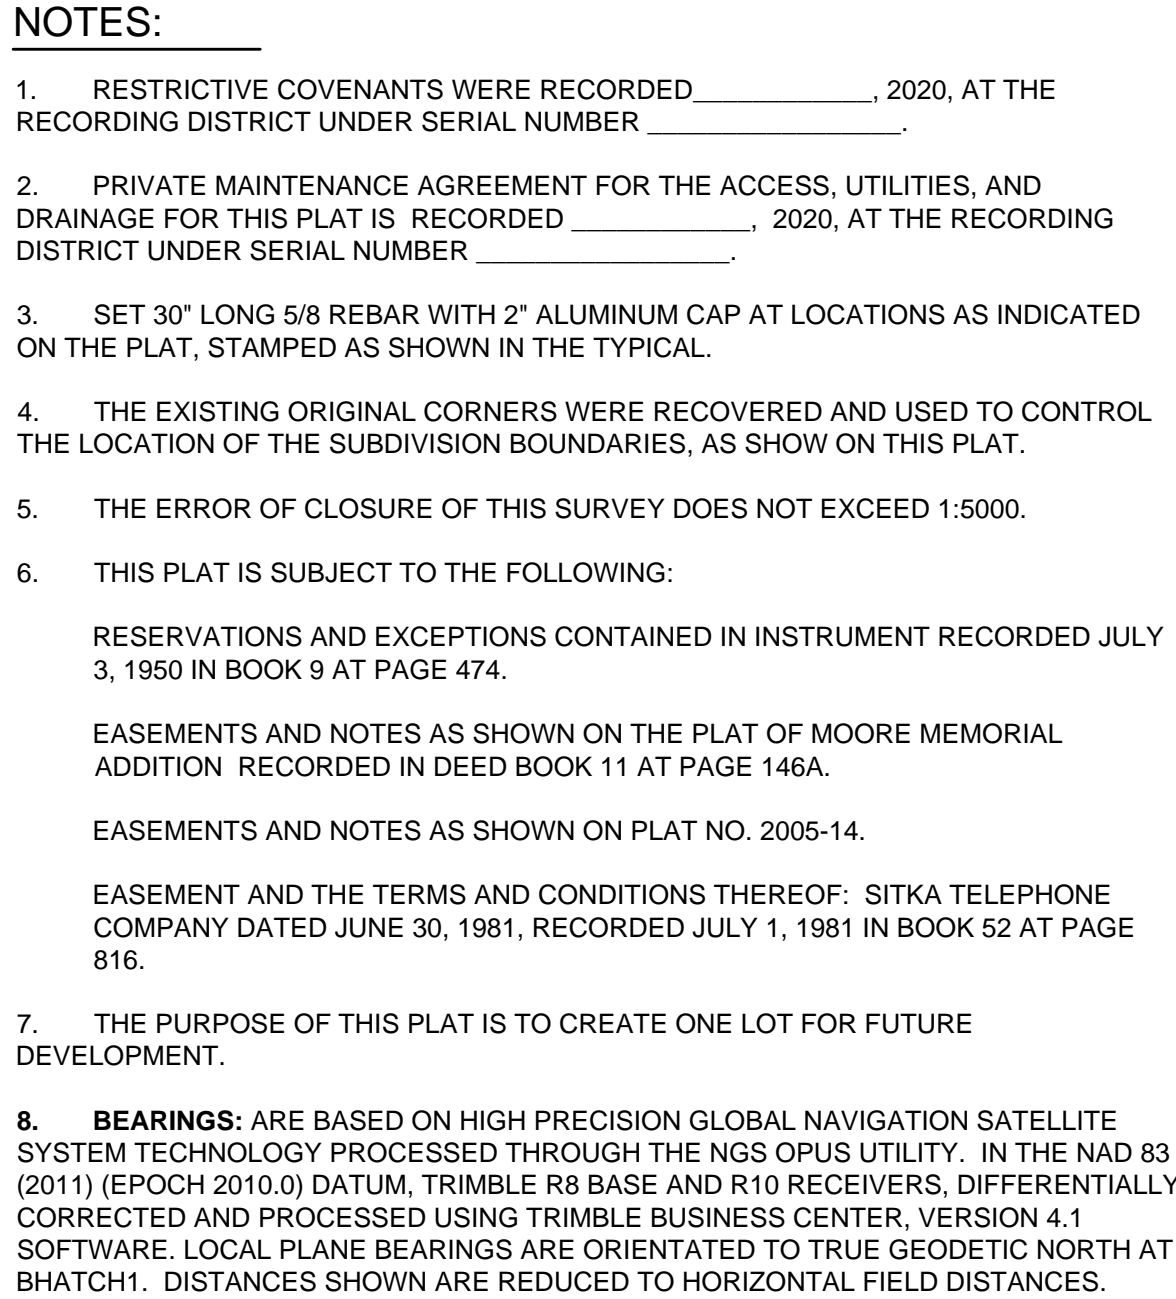 NOTES:
1. RESTRICTIVE COVENANTS WERE RECORDED____________, 2020, AT THE
RECORDING DISTRICT UNDER SERIAL NUMBER _________________.
2. PRIVATE MAINTENANCE AGREEMENT FOR THE ACCESS, UTILITIES, AND
DRAINAGE FOR THIS PLAT IS RECORDED ____________, 2020, AT THE RECORDING
DISTRICT UNDER SERIAL NUMBER _________________.
3. SET 30" LONG 5/8 REBAR WITH 2" ALUMINUM CAP AT LOCATIONS AS INDICATED
ON THE PLAT, STAMPED AS SHOWN IN THE TYPICAL.
4. THE EXISTING ORIGINAL CORNERS WERE RECOVERED AND USED TO CONTROL
THE LOCATION OF THE SUBDIVISION BOUNDARIES, AS SHOW ON THIS PLAT.
5. THE ERROR OF CLOSURE OF THIS SURVEY DOES NOT EXCEED 1:5000.
6. THIS PLAT IS SUBJECT TO THE FOLLOWING:
RESERVATIONS AND EXCEPTIONS CONTAINED IN INSTRUMENT RECORDED JULY
3, 1950 IN BOOK 9 AT PAGE 474.
EASEMENTS AND NOTES AS SHOWN ON THE PLAT OF MOORE MEMORIAL
ADDITION RECORDED IN DEED BOOK 11 AT PAGE 146A.
EASEMENTS AND NOTES AS SHOWN ON PLAT NO. 2005-14.
EASEMENT AND THE TERMS AND CONDITIONS THEREOF: SITKA TELEPHONE
COMPANY DATED JUNE 30, 1981, RECORDED JULY 1, 1981 IN BOOK 52 AT PAGE
816.
7. THE PURPOSE OF THIS PLAT IS TO CREATE ONE LOT FOR FUTURE
DEVELOPMENT.
8. BEARINGS: ARE BASED ON HIGH PRECISION GLOBAL NAVIGATION SATELLITE
SYSTEM TECHNOLOGY PROCESSED THROUGH THE NGS OPUS UTILITY. IN THE NAD 83
(2011) (EPOCH 2010.0) DATUM, TRIMBLE R8 BASE AND R10 RECEIVERS, DIFFERENTIALLY
CORRECTED AND PROCESSED USING TRIMBLE BUSINESS CENTER, VERSION 4.1
SOFTWARE. LOCAL PLANE BEARINGS ARE ORIENTATED TO TRUE GEODETIC NORTH AT
BHATCH1. DISTANCES SHOWN ARE REDUCED TO HORIZONTAL FIELD DISTANCES.